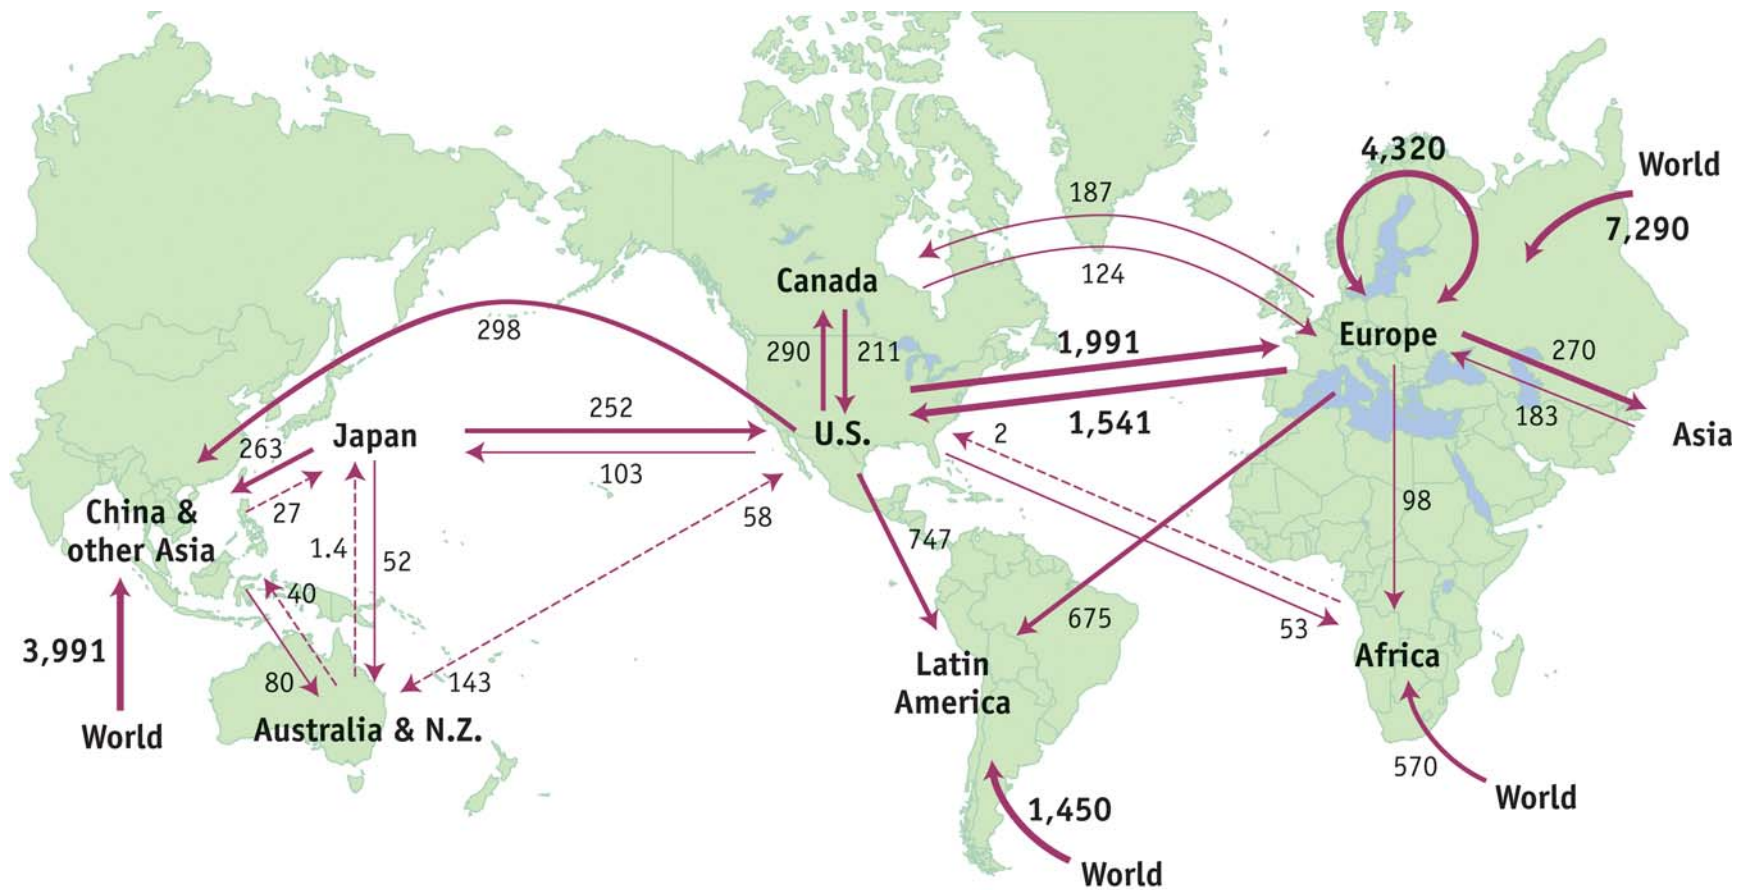 4,320
World
187
7,290
124
Canada
298
1,991
Europe
290
211
270
252
1,541
2
183
Asia
263
Japan
U.S.
103
98
China &
other Asia
27
58
747
1.4
52
40
675
53
3,991
80
143
Latin
America
Africa
World
Australia & N.Z.
570
1,450
World
World